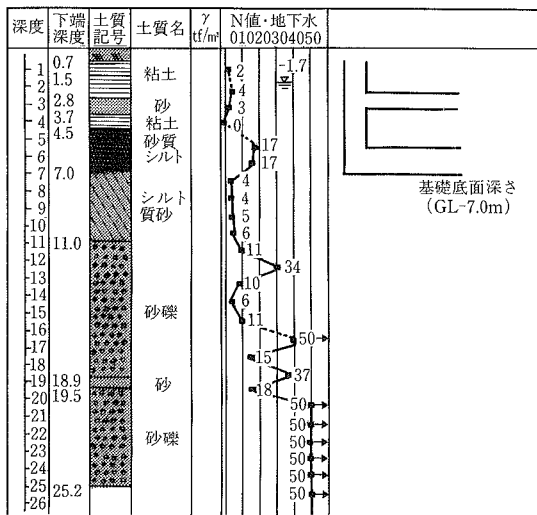 深度 下端深度 土質記号 土質名 γ tf/m³ N値・地下水 01020304050
0.7
-1 粘土 2 -1.7
1.5
-2 4
2.8
-3 砂 3
3.7
-4 粘土 0
4.5
-5 砂質シルト 17
-6 17
7.0
-7 4
-8 シルト質砂 4
-9 5
-10 6
-11 11.0 11
-12 34
-13 10
-14 6
-15 砂礫 11
-16 50
-17 15
-18 37
-19 18.9 砂 18
19.5
-20 50
-21 50
-22 砂礫 50
-23 50
-24 50
-25 25.2 50
-26
基礎底面深さ
(GL-7.0m)